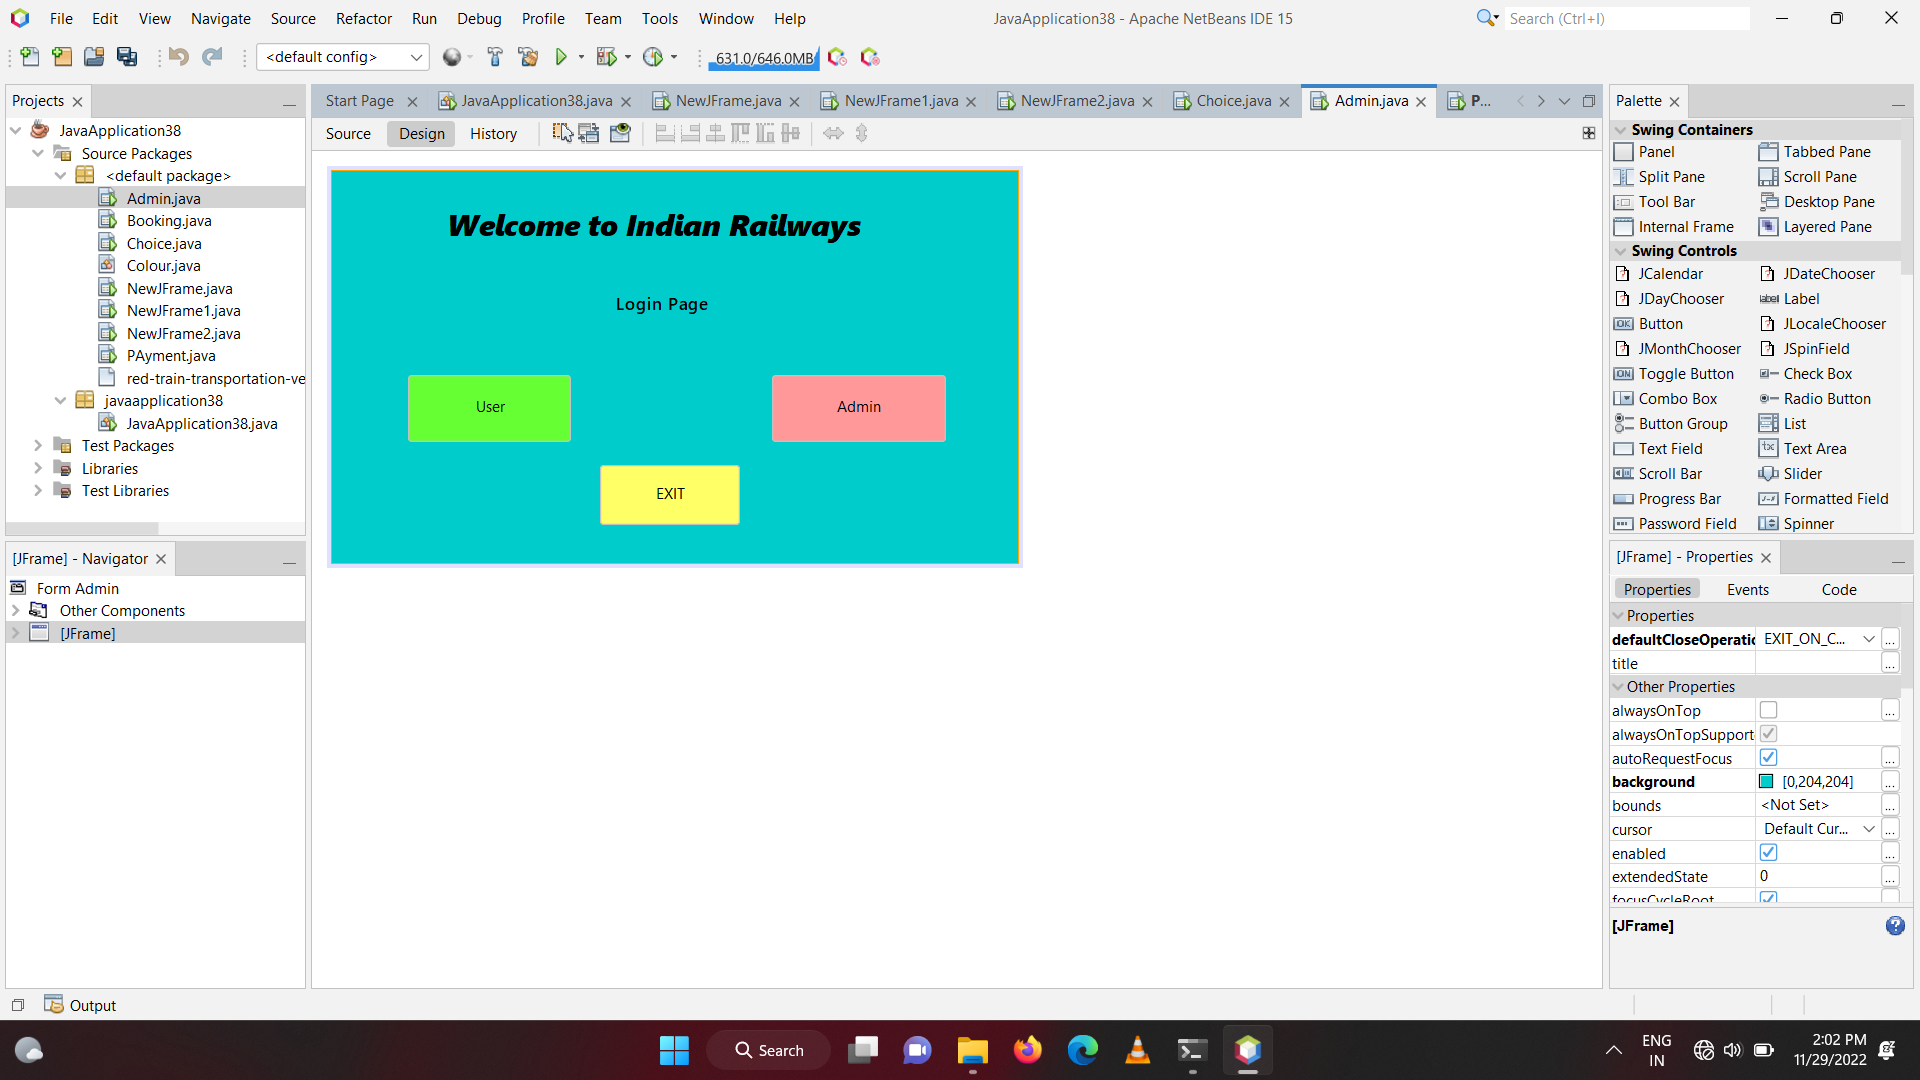 File Edit View Navigate Source Refactor Run Debug Profile Team Tools Window Help
JavaApplication38 - Apache NetBeans IDE 15
Search (Ctrl+I)
<default config>
631.0/646.0MB
Projects
JavaApplication38
Source Packages
<default package>
Admin.java
Booking.java
Choice.java
Colour.java
NewJFrame.java
NewJFrame1.java
NewJFrame2.java
PAyment.java
red-train-transportation-ve
javaapplication38
JavaApplication38.java
Test Packages
Libraries
Test Libraries
[JFrame] - Navigator
Form Admin
Other Components
[JFrame]
Start Page JavaApplication38.java NewJFrame.java NewJFrame1.java NewJFrame2.java Choice.java Admin.java P...
Source Design History
Welcome to Indian Railways
Login Page
User Admin
EXIT
Palette
Swing Containers
Panel Tabbed Pane
Split Pane Scroll Pane
Tool Bar Desktop Pane
Internal Frame Layered Pane
Swing Controls
JCalendar JDateChooser
JDayChooser label Label
OK Button JLocaleChooser
JMonthChooser JSpinField
ON Toggle Button Check Box
Combo Box Radio Button
Button Group List
Text Field Text Area
Scroll Bar Slider
Progress Bar Formatted Field
Password Field Spinner
[JFrame] - Properties
Properties Events Code
Properties
defaultCloseOperatio EXIT_ON_C... ...
title ...
Other Properties
alwaysOnTop ...
alwaysOnTopSupport
autoRequestFocus ...
background [0,204,204] ...
bounds <Not Set> ...
cursor Default Cur... ...
enabled ...
extendedState 0 ...
focusCycleRoot
[JFrame]
Output
Search
ENG
IN
2:02 PM
11/29/2022